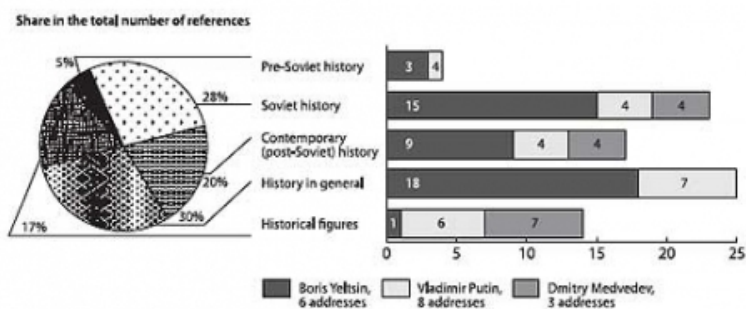 Share in the total number of references
5%
28%
20%
30%
17%
Pre-Soviet history
Soviet history
Contemporary
(post-Soviet) history
History in general
Historical figures
3 4
15 4 4
9 4 4
18 7
1 6 7
0 5 10 15 20 25
Boris Yeltsin,
6 addresses
Vladimir Putin,
8 addresses
Dmitry Medvedev,
3 addresses